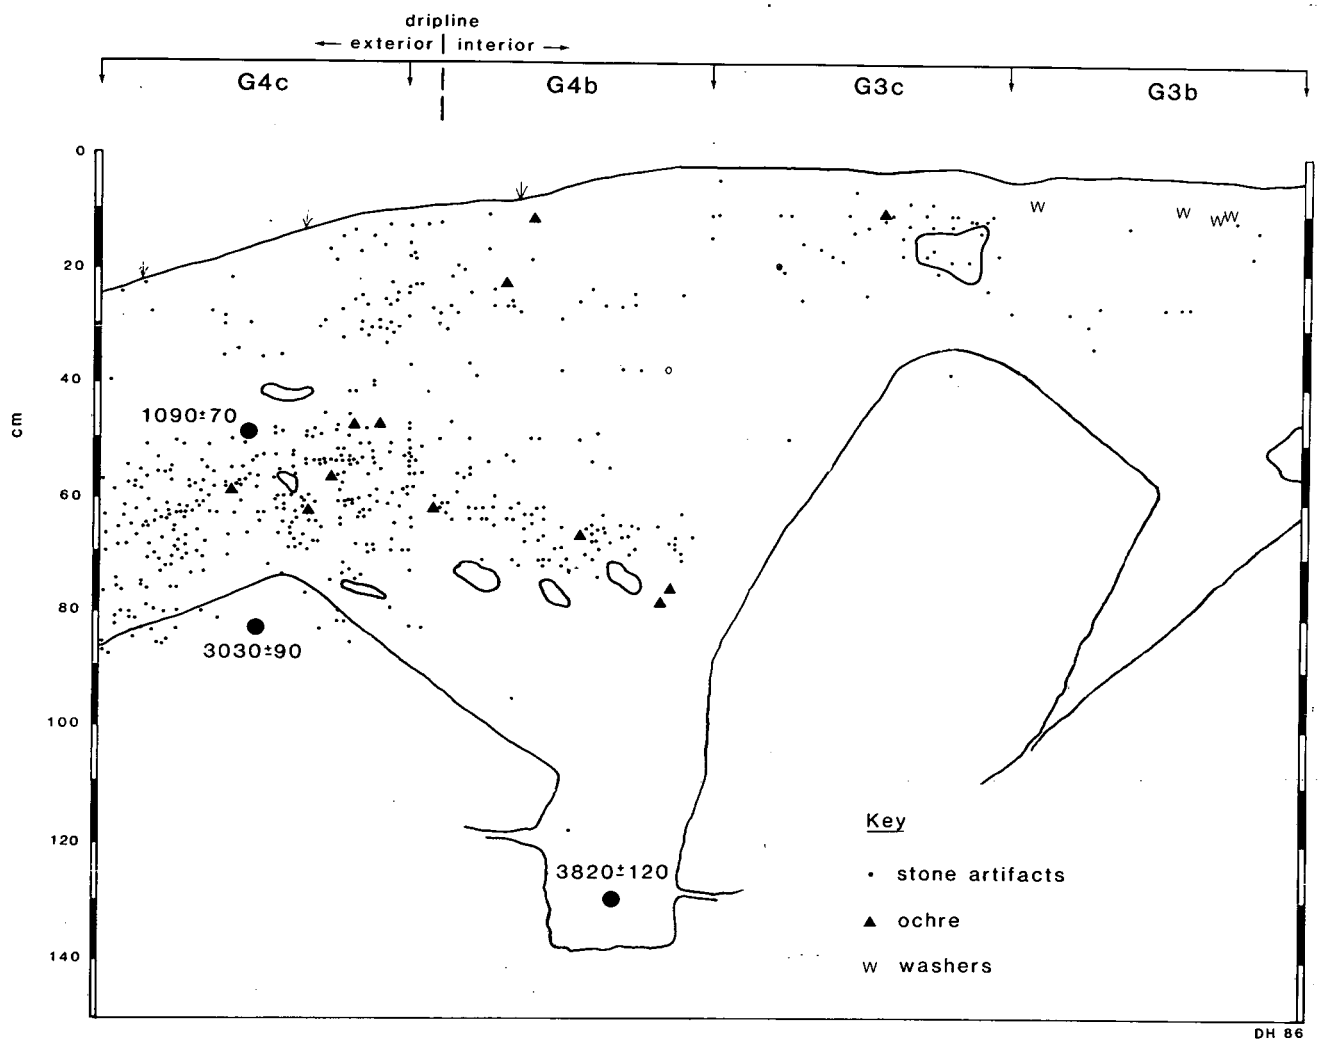 dripline
← exterior | interior →
G4c G4b G3c G3b
0
20
40
cm
60
80
100
120
140
1090±70
3030±90
3820±120
W W W W
Key
• stone artifacts
▲ ochre
W washers
DH 86